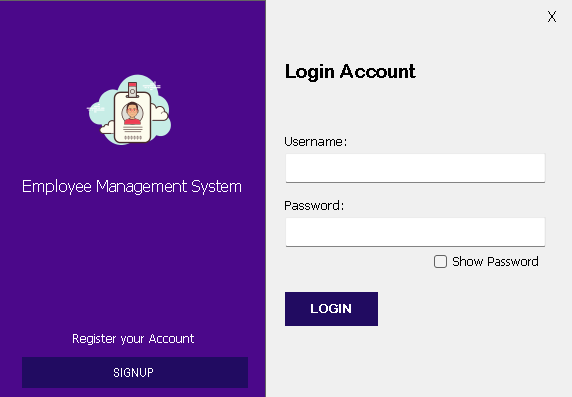 X
Login Account
Employee Management System
Username:
Password:
Show Password
LOGIN
Register your Account
SIGNUP